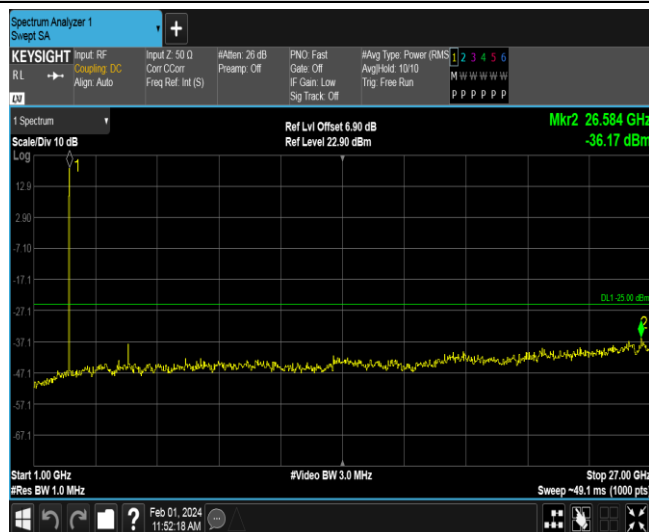 Spectrum Analyzer 1
Swept SA
+
KEYSIGHT Input: RF Input Z: 50 Ω #Atten: 26 dB PNO: Fast #Avg Type: Power (RMS 1 2 3 4 5 6
RL Coupling: DC Corr CCorr Preamp: Off Gate: Off Avg|Hold: 10/10 M W W W W W
Align: Auto Freq Ref: Int (S) IF Gain: Low Trig: Free Run
Sig Track: Off P P P P P P
LXI
1 Spectrum Mkr2 26.584 GHz
Ref Lvl Offset 6.90 dB
Scale/Div 10 dB Ref Level 22.90 dBm -36.17 dBm
Log
1
12.9
2.90
-7.10
-17.1
DL1 -25.00 dBm
-27.1
2
-37.1
-47.1
-57.1
-67.1
Start 1.00 GHz #Video BW 3.0 MHz Stop 27.00 GHz
#Res BW 1.0 MHz Sweep ~49.1 ms (1000 pts)
? Feb 01, 2024
11:52:18 AM